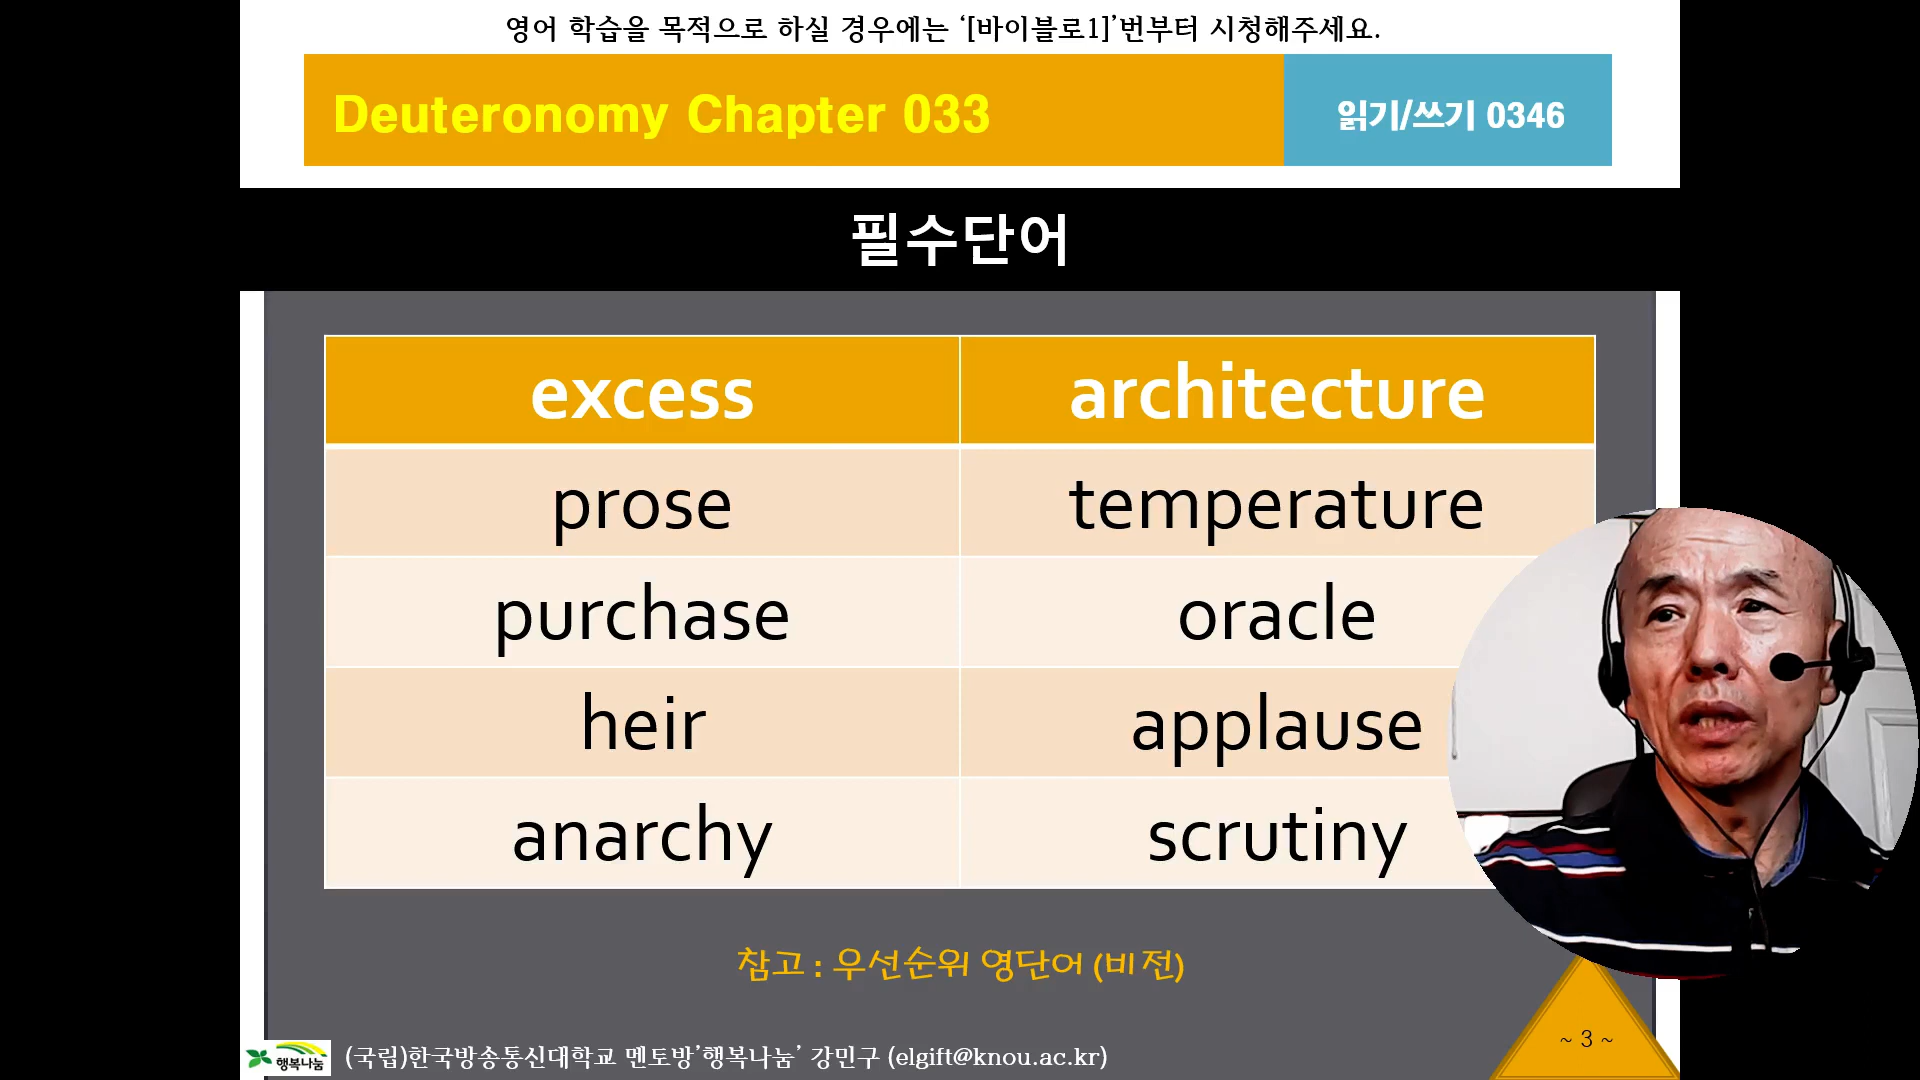 영어 학습을 목적으로 하실 경우에는 ‘[바이블로1]’번부터 시청해주세요.
Deuteronomy Chapter 033
읽기/쓰기 0346
필수단어
excess architecture
prose temperature
purchase oracle
heir applause
anarchy scrutiny
참고 : 우선순위 영단어 (비전)
~ 3 ~
행복나눔
(국립)한국방송통신대학교 멘토방’행복나눔’ 강민구 (elgift@knou.ac.kr)